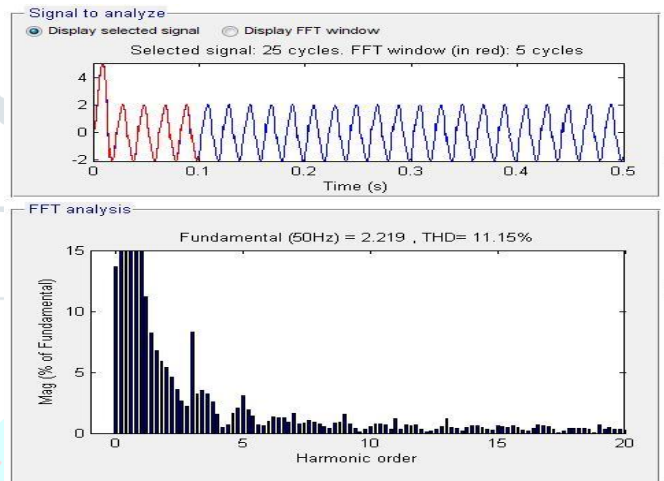 Signal to analyze
Display selected signal Display FFT window
Selected signal: 25 cycles. FFT window (in red): 5 cycles
4
2
0
-2
0 0.1 0.2 0.3 0.4 0.5
Time (s)
FFT analysis
Fundamental (50Hz) = 2.219 , THD= 11.15%
15
10
5
0
Mag (% of Fundamental)
0 5 10 15 20
Harmonic order